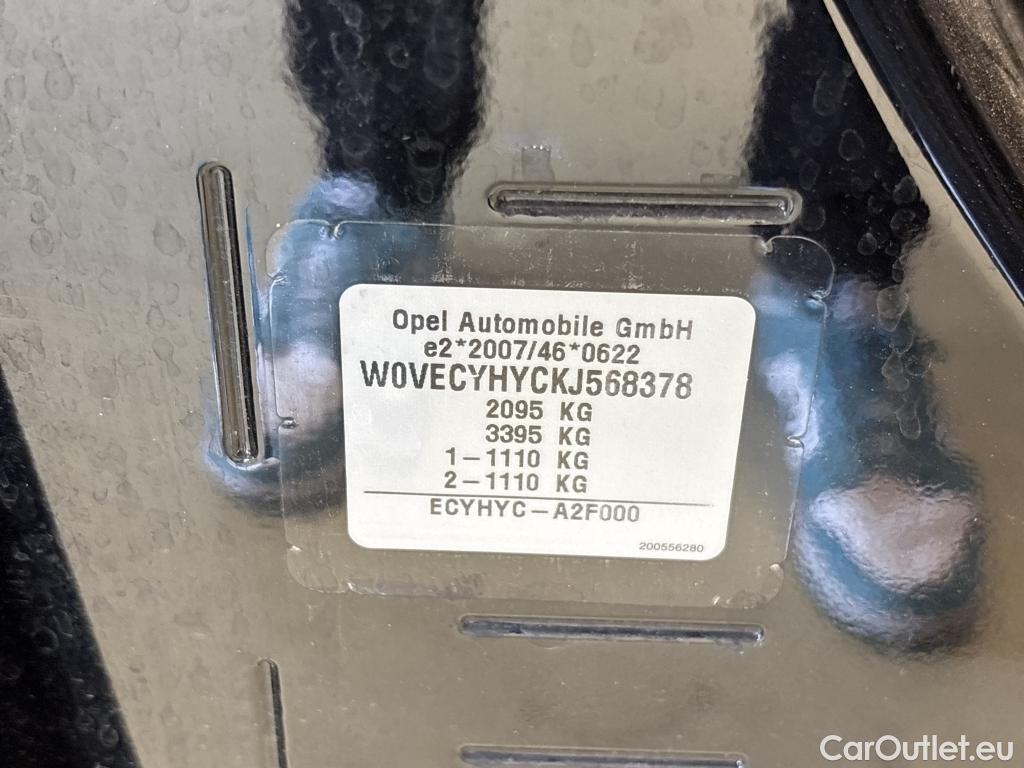 Opel Automobile GmbH
e2*2007/46*0622
W0VECYHYCKJ568378
2095 KG
3395 KG
1-1110 KG
2-1110 KG
ECYHYC-A2F000
200556280
CarOutlet.eu